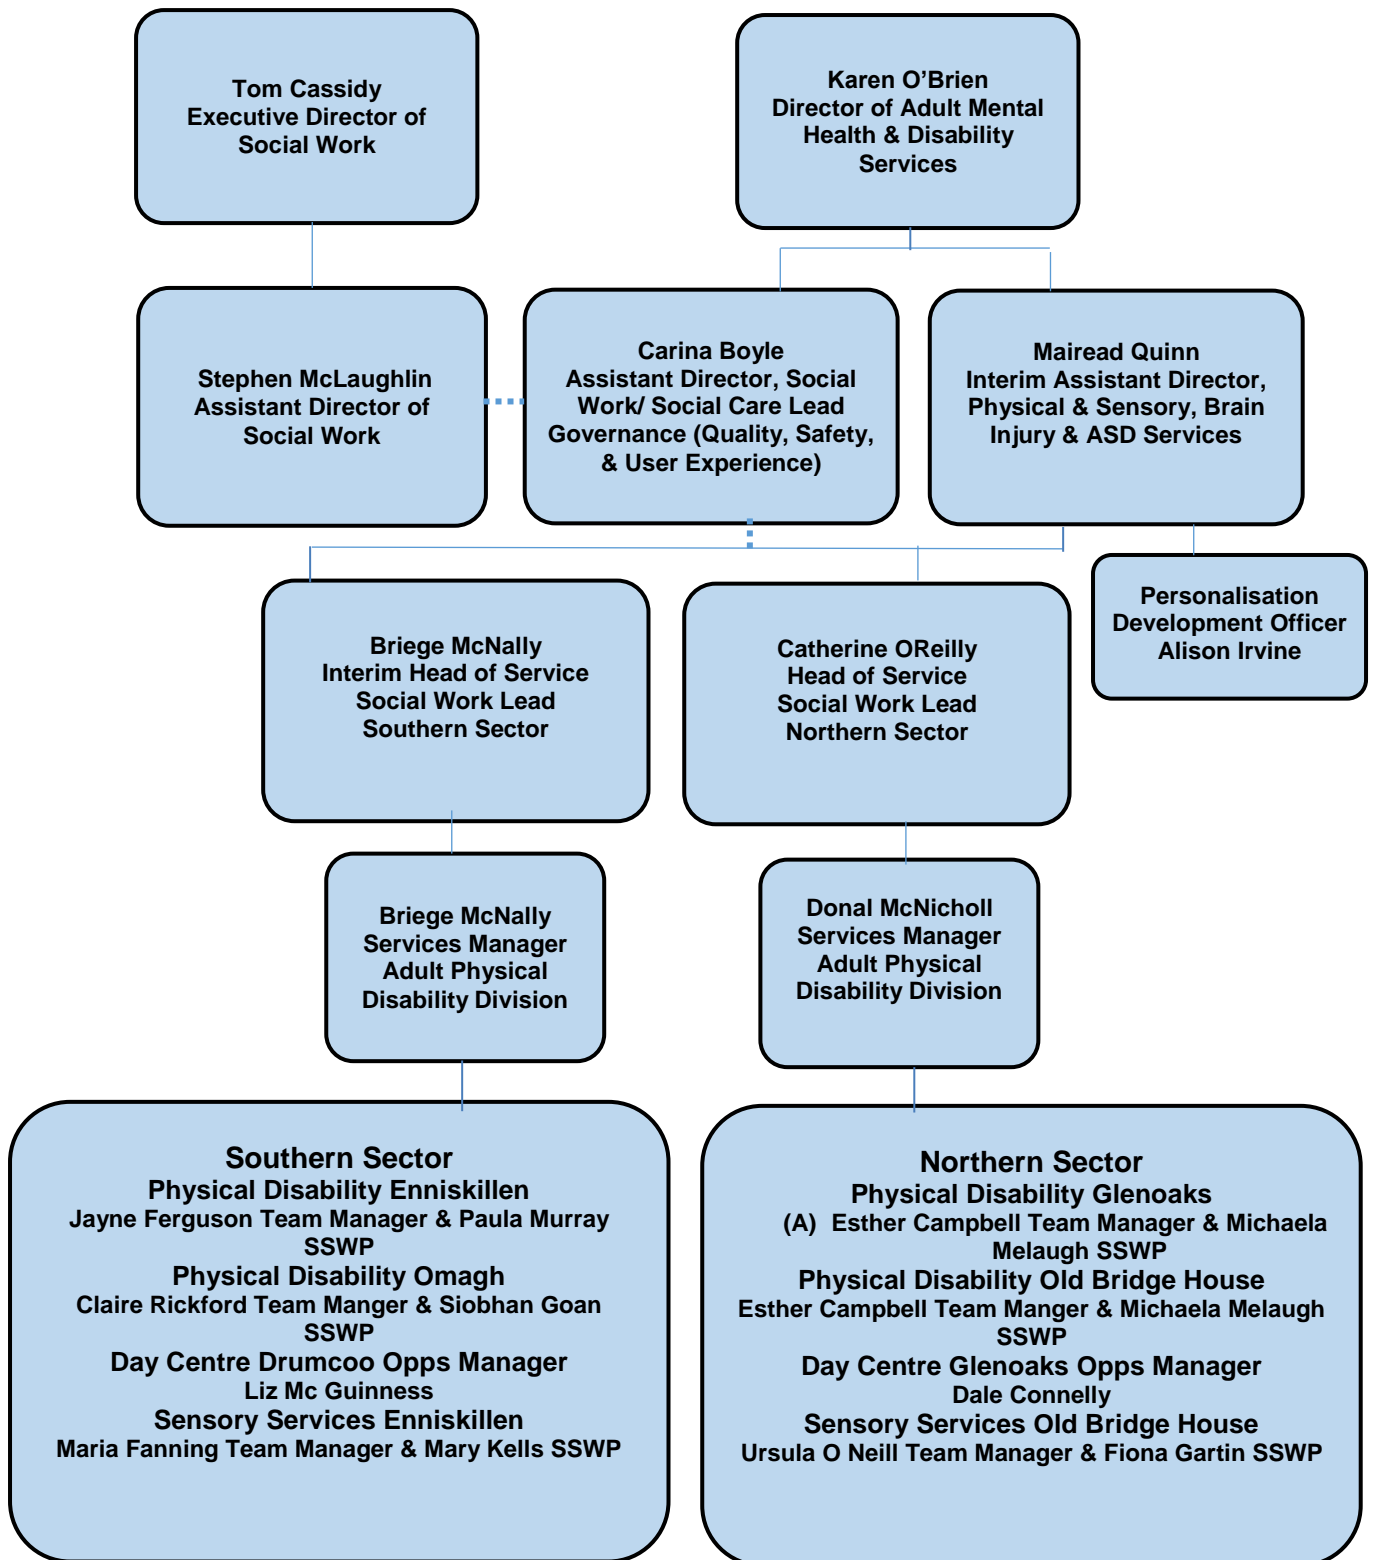 Tom Cassidy
Executive Director of
Social Work
Karen O’Brien
Director of Adult Mental
Health & Disability
Services
Stephen McLaughlin
Assistant Director of
Social Work
Carina Boyle
Assistant Director, Social
Work/ Social Care Lead
Governance (Quality, Safety,
& User Experience)
Mairead Quinn
Interim Assistant Director,
Physical & Sensory, Brain
Injury & ASD Services
Personalisation
Development Officer
Alison Irvine
Briege McNally
Interim Head of Service
Social Work Lead
Southern Sector
Catherine OReilly
Head of Service
Social Work Lead
Northern Sector
Briege McNally
Services Manager
Adult Physical
Disability Division
Donal McNicholl
Services Manager
Adult Physical
Disability Division
Southern Sector
Physical Disability Enniskillen
Jayne Ferguson Team Manager & Paula Murray
SSWP
Physical Disability Omagh
Claire Rickford Team Manger & Siobhan Goan
SSWP
Day Centre Drumcoo Opps Manager
Liz Mc Guinness
Sensory Services Enniskillen
Maria Fanning Team Manager & Mary Kells SSWP
Northern Sector
Physical Disability Glenoaks
(A) Esther Campbell Team Manager & Michaela
Melaugh SSWP
Physical Disability Old Bridge House
Esther Campbell Team Manger & Michaela Melaugh
SSWP
Day Centre Glenoaks Opps Manager
Dale Connelly
Sensory Services Old Bridge House
Ursula O Neill Team Manager & Fiona Gartin SSWP